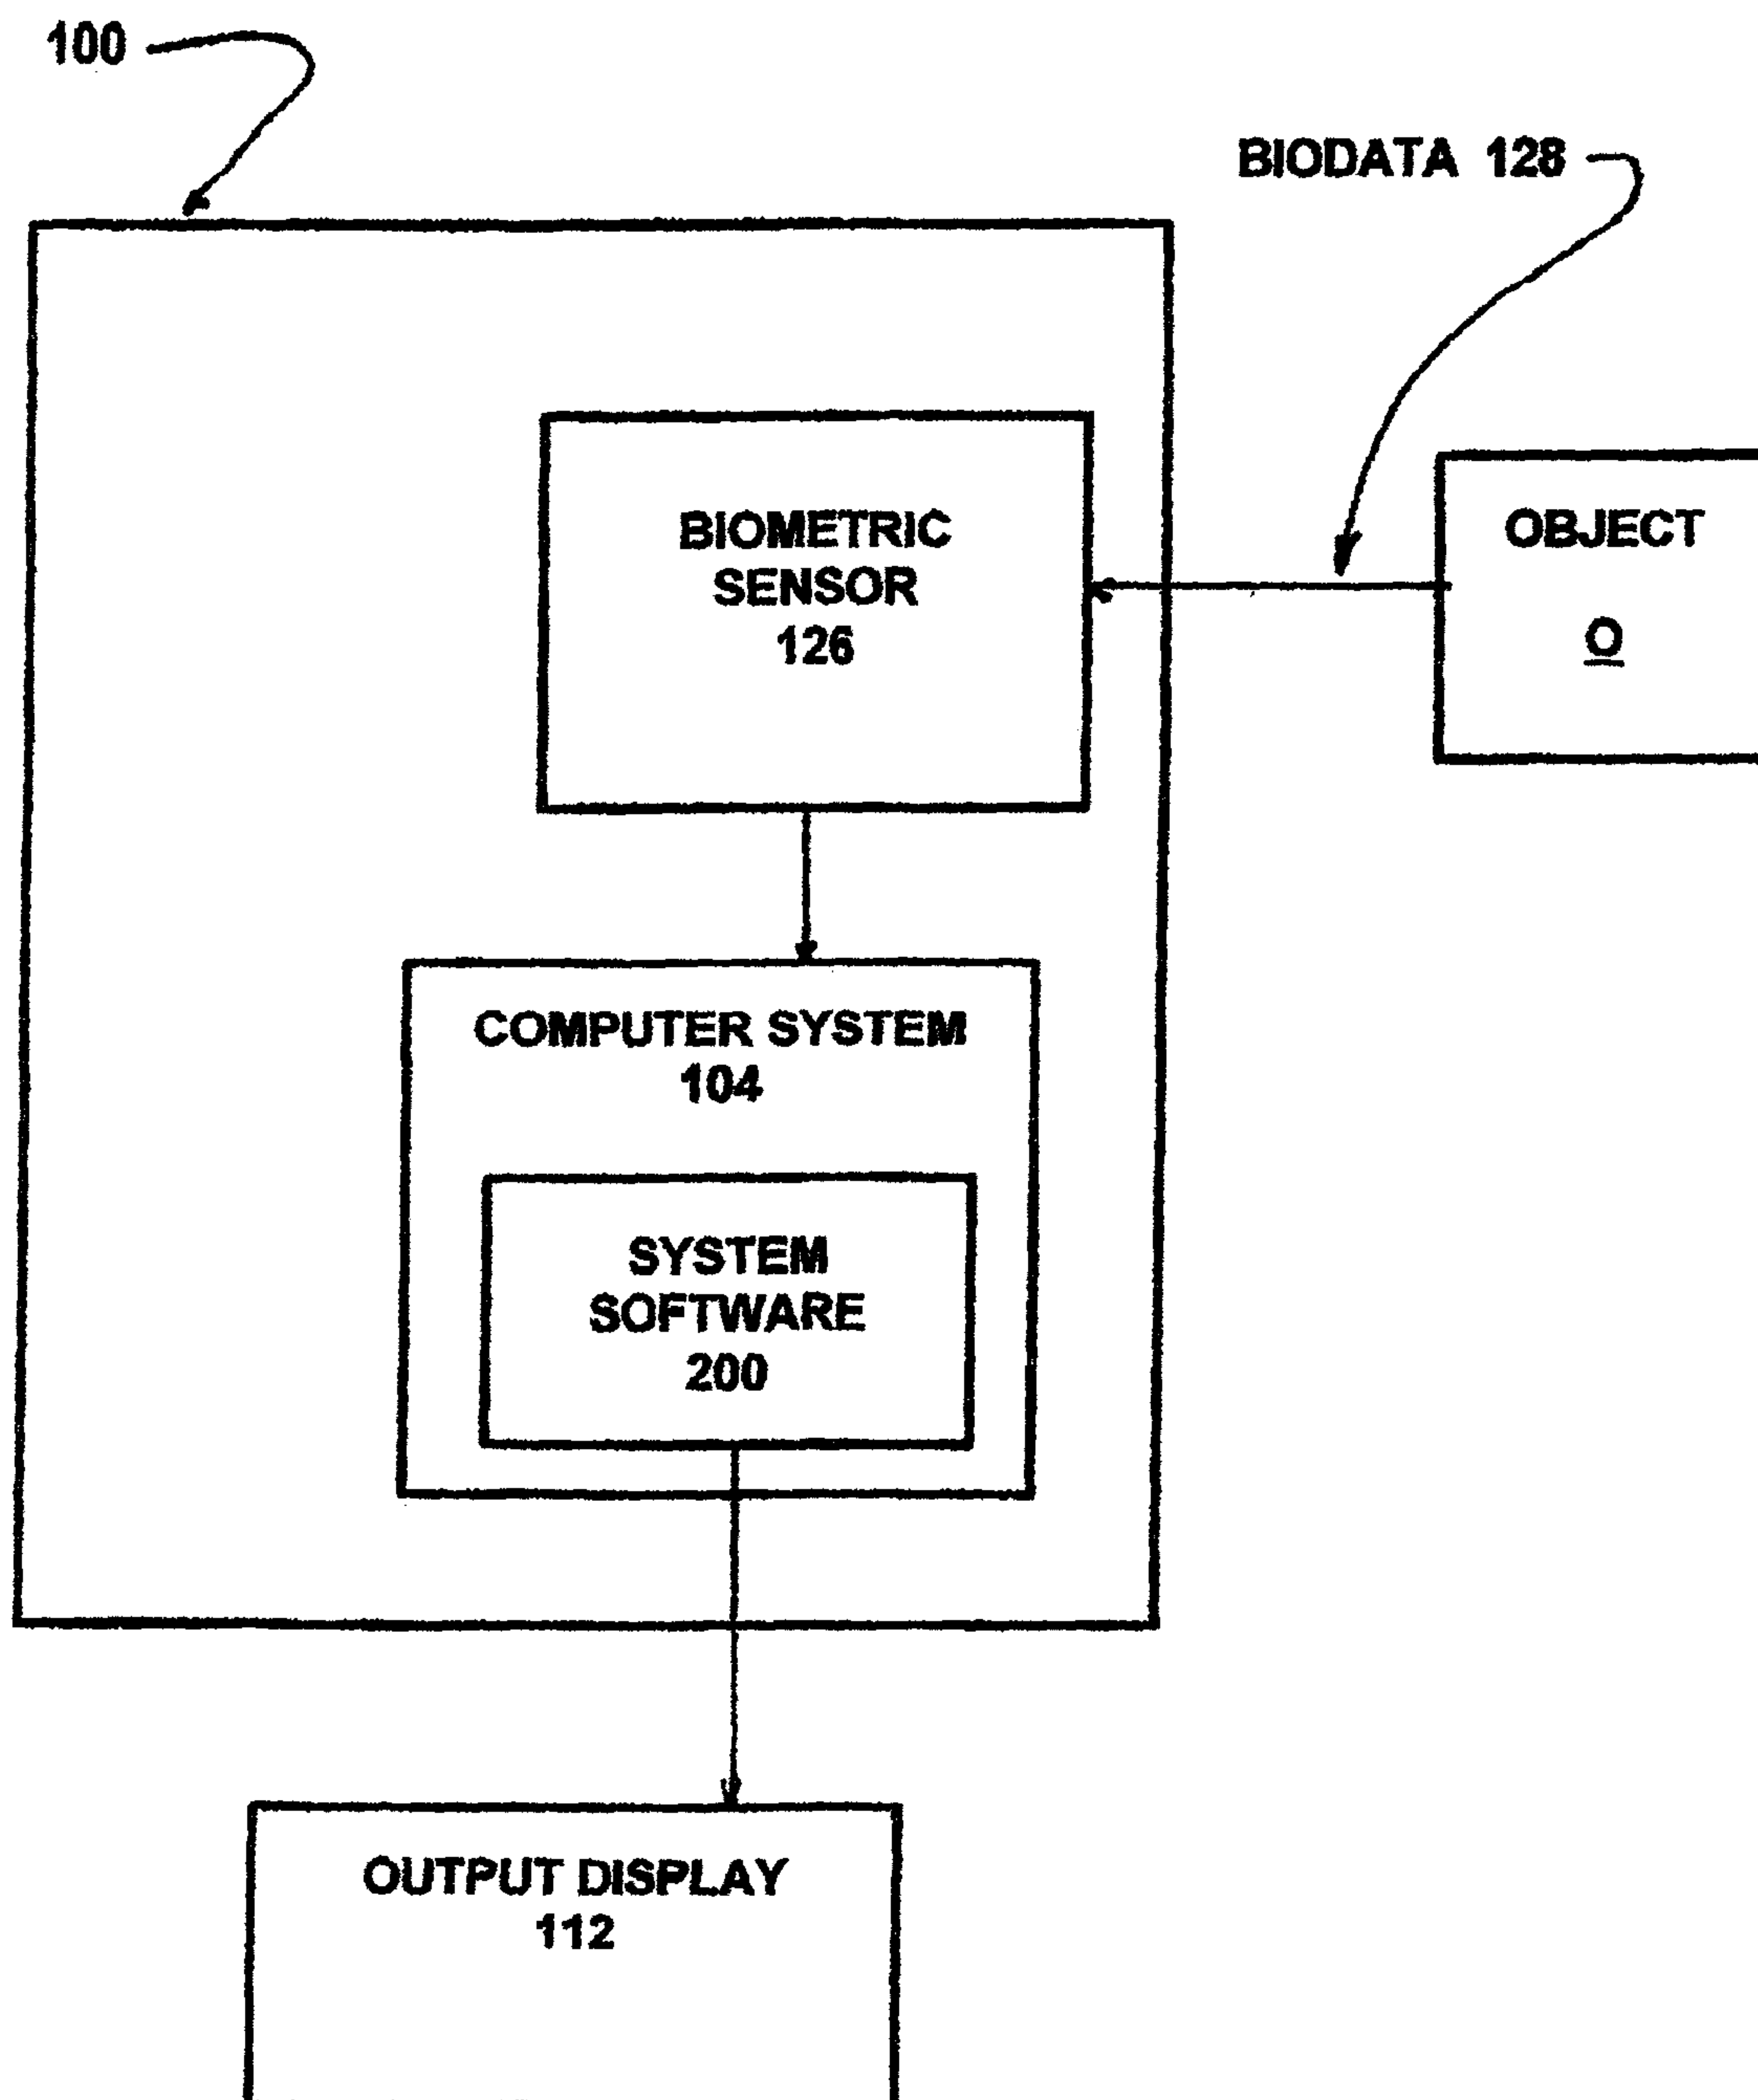 100
BIODATA 128
BIOMETRIC
SENSOR
126
OBJECT
O
COMPUTER SYSTEM
104
SYSTEM
SOFTWARE
200
OUTPUT DISPLAY
112